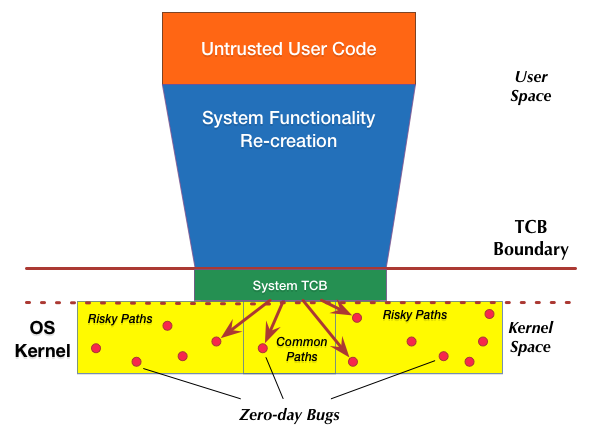 Untrusted User Code
User
Space
System Functionality
Re-creation
TCB
Boundary
System TCB
OS
Kernel
Risky Paths
Common
Paths
Risky Paths
Kernel
Space
Zero-day Bugs